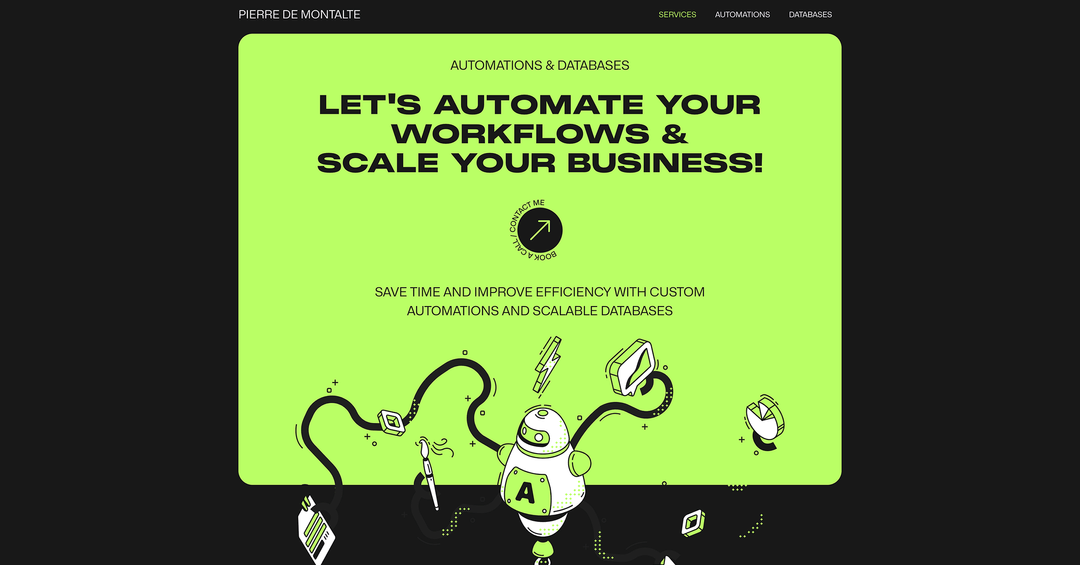 PIERRE DE MONTALTE
SERVICES
AUTOMATIONS
DATABASES
AUTOMATIONS & DATABASES
LET'S AUTOMATE YOUR
WORKFLOWS &
SCALE YOUR BUSINESS!
BOOK A CALL / CONTACT ME
SAVE TIME AND IMPROVE EFFICIENCY WITH CUSTOM
AUTOMATIONS AND SCALABLE DATABASES
A